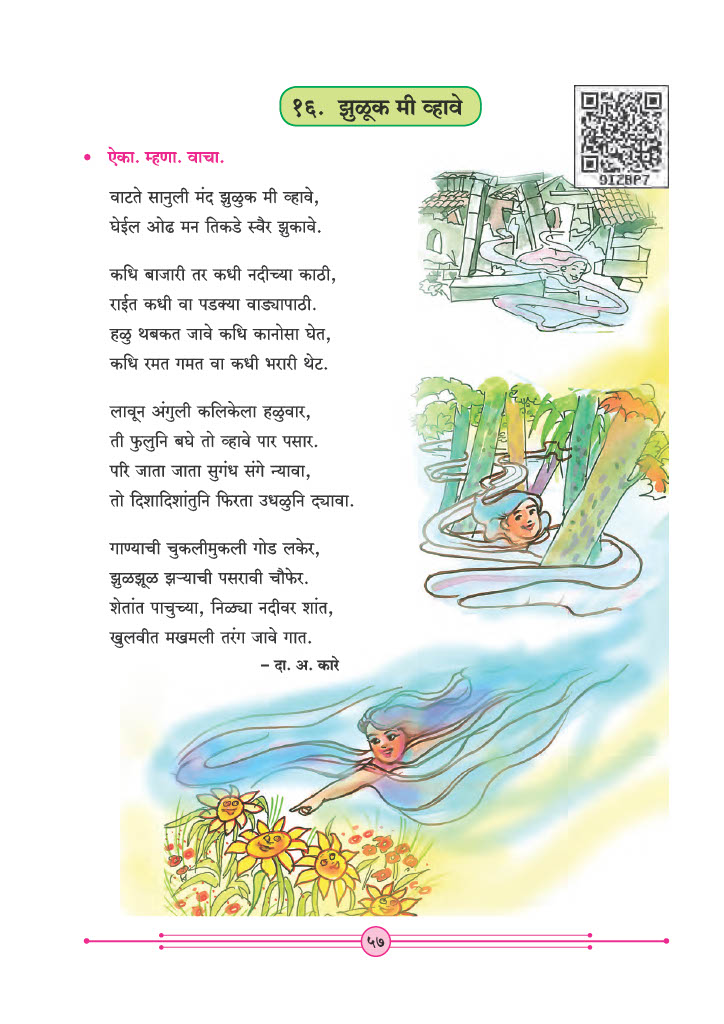 १६. झुळूक मी व्हावे
9IZBP7
ऐका. म्हणा. वाचा.
वाटते सानुली मंद झुळुक मी व्हावे,
घेईल ओढ मन तिकडे स्वैर झुकावे.
कधि बाजारी तर कधी नदीच्या काठी,
राईत कधी वा पडक्या वाड्यापाठी.
हळु थबकत जावे कधि कानोसा घेत,
कधि रमत गमत वा कधी भरारी थेट.
लावून अंगुली कलिकेला हळुवार,
ती फुलुनि बघे तो व्हावे पार पसार.
परि जाता जाता सुगंध संगे न्यावा,
तो दिशादिशांतुनि फिरता उधळुनि द्यावा.
गाण्याची चुकलीमुकली गोड लकेर,
झुळझूळ झऱ्याची पसरावी चौफेर.
शेतांत पाचुच्या, निळ्या नदीवर शांत,
खुलवीत मखमली तरंग जावे गात.
– दा. अ. कारे
५७